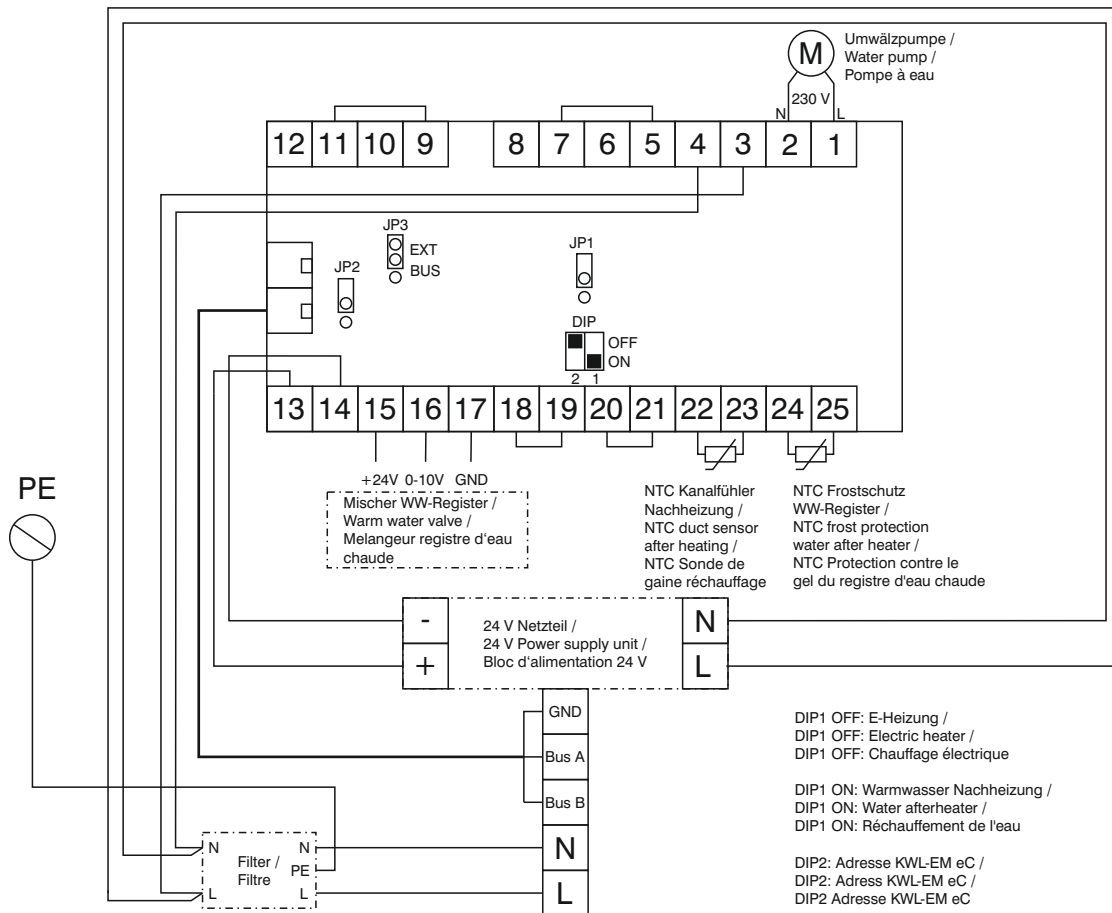 M
Umwälzpumpe /
Water pump /
Pompe à eau
230 V
N L
12 11 10 9 8 7 6 5 4 3 2 1
JP3
EXT
BUS
JP2
JP1
DIP
OFF
ON
2 1
13 14 15 16 17 18 19 20 21 22 23 24 25
+24V 0-10V GND
Mischer WW-Register /
Warm water valve /
Melangeur registre d'eau
chaude
NTC Kanalfühler
Nachheizung /
NTC duct sensor
after heating /
NTC Sonde de
gaine réchauffage
NTC Frostschutz
WW-Register /
NTC frost protection
water after heater /
NTC Protection contre le
gel du registre d'eau chaude
PE
-
+
24 V Netzteil /
24 V Power supply unit /
Bloc d'alimentation 24 V
N
L
GND
Bus A
Bus B
N
L
N N
PE
L L
Filter /
Filtre
DIP1 OFF: E-Heizung /
DIP1 OFF: Electric heater /
DIP1 OFF: Chauffage électrique
DIP1 ON: Warmwasser Nachheizung /
DIP1 ON: Water afterheater /
DIP1 ON: Réchauffement de l'eau
DIP2: Adresse KWL-EM eC /
DIP2: Adress KWL-EM eC /
DIP2 Adresse KWL-EM eC